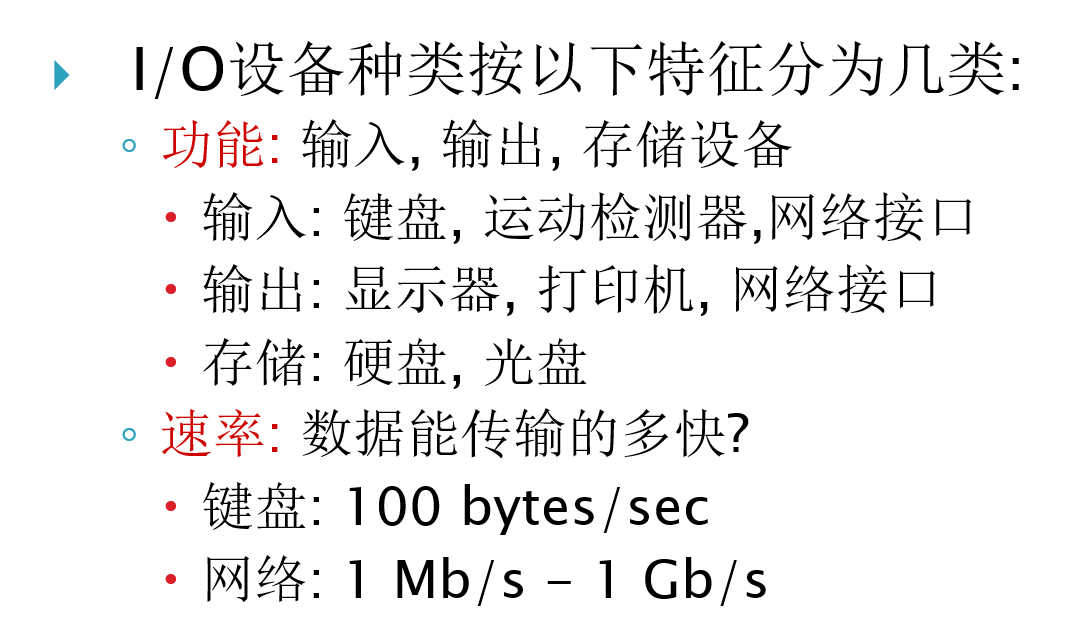 I/O设备种类按以下特征分为几类:
功能: 输入, 输出, 存储设备
输入: 键盘, 运动检测器,网络接口
输出: 显示器, 打印机, 网络接口
存储: 硬盘, 光盘
速率: 数据能传输的多快?
键盘: 100 bytes/sec
网络: 1 Mb/s – 1 Gb/s